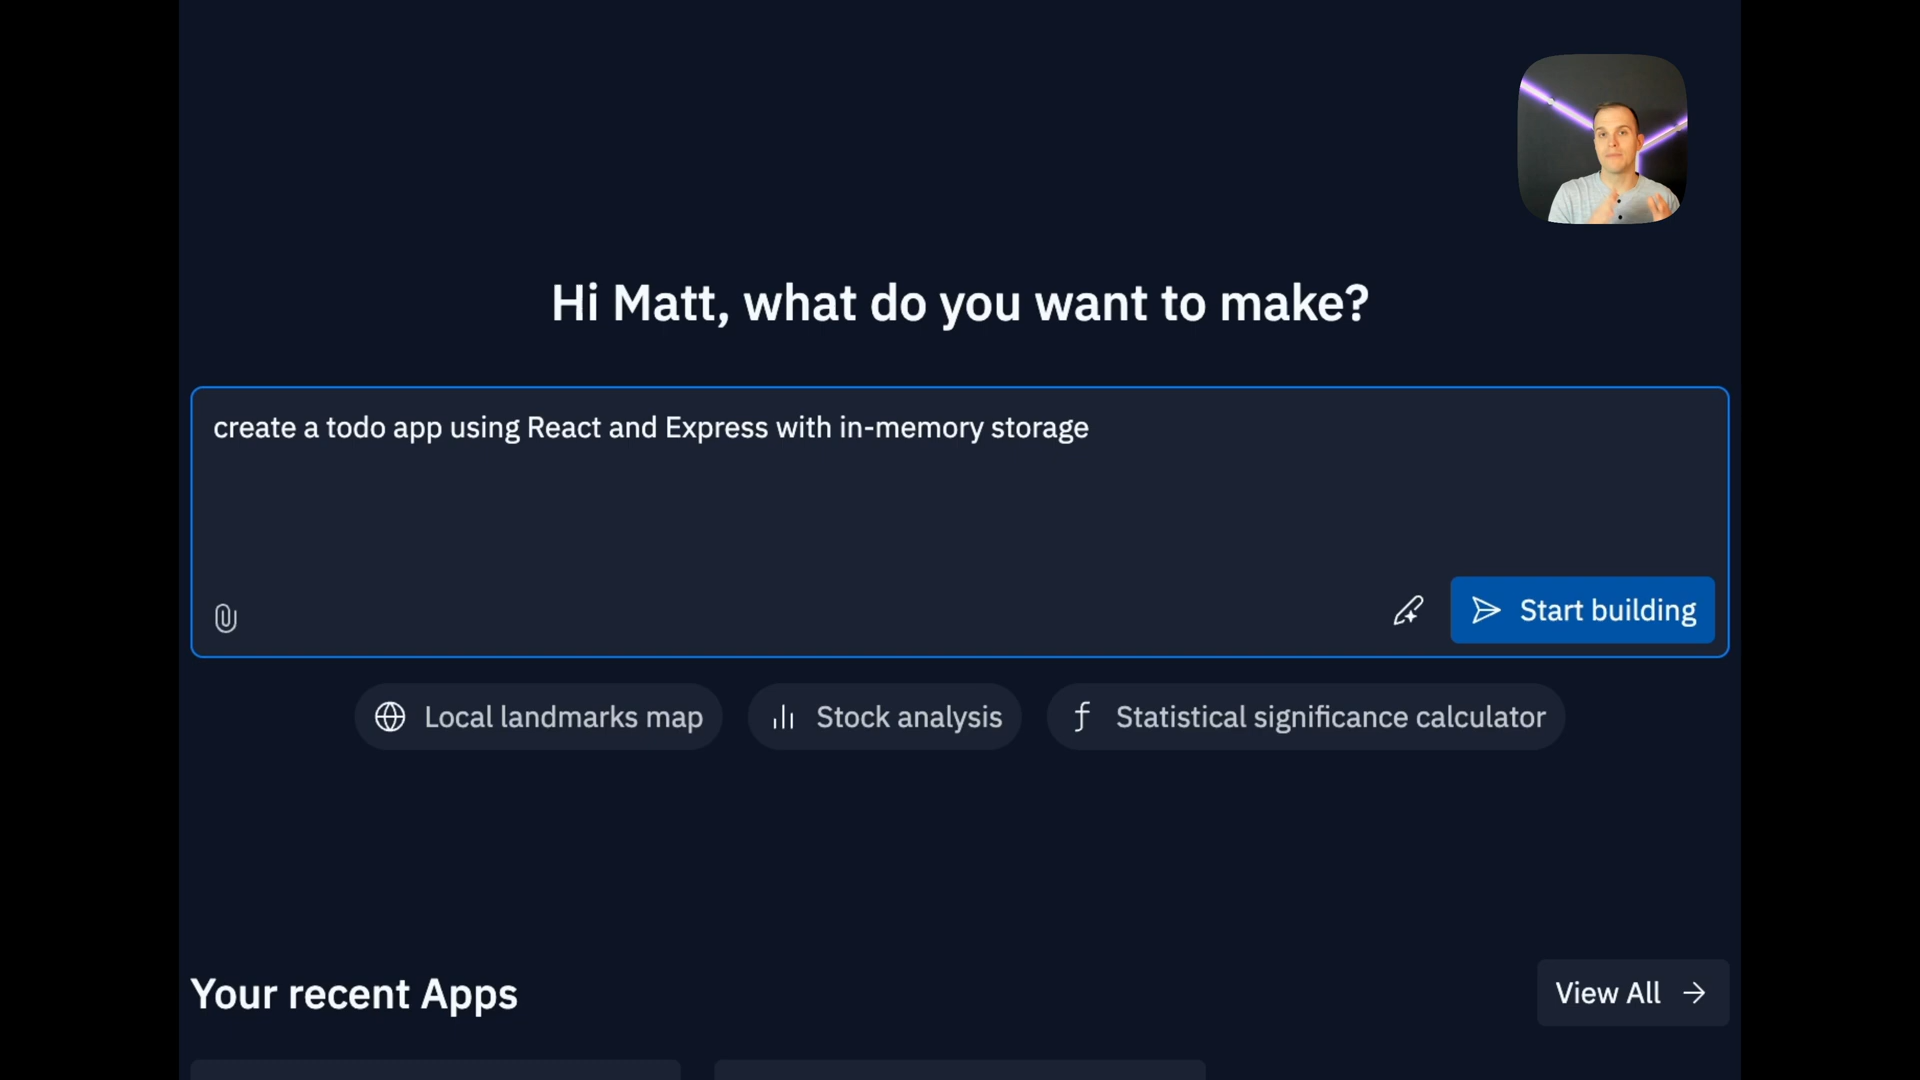 Hi Matt, what do you want to make?
create a todo app using React and Express with in-memory storage
Start building
Local landmarks map
Stock analysis
Statistical significance calculator
Your recent Apps
View All